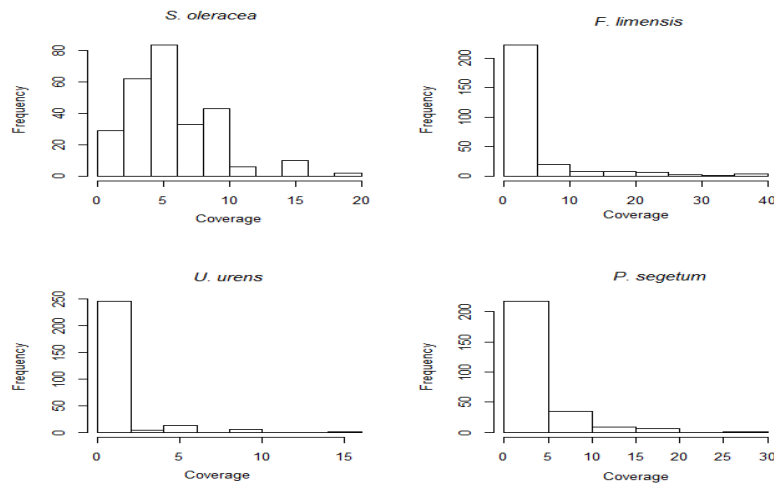 S. oleracea
Frequency
0 20 40 60 80
0 5 10 15 20
Coverage
F. limensis
Frequency
0 50 100 150 200
0 10 20 30 40
Coverage
U. urens
Frequency
0 50 100 150 200 250
0 5 10 15
Coverage
P. segetum
Frequency
0 50 100 150 200
0 5 10 15 20 25 30
Coverage